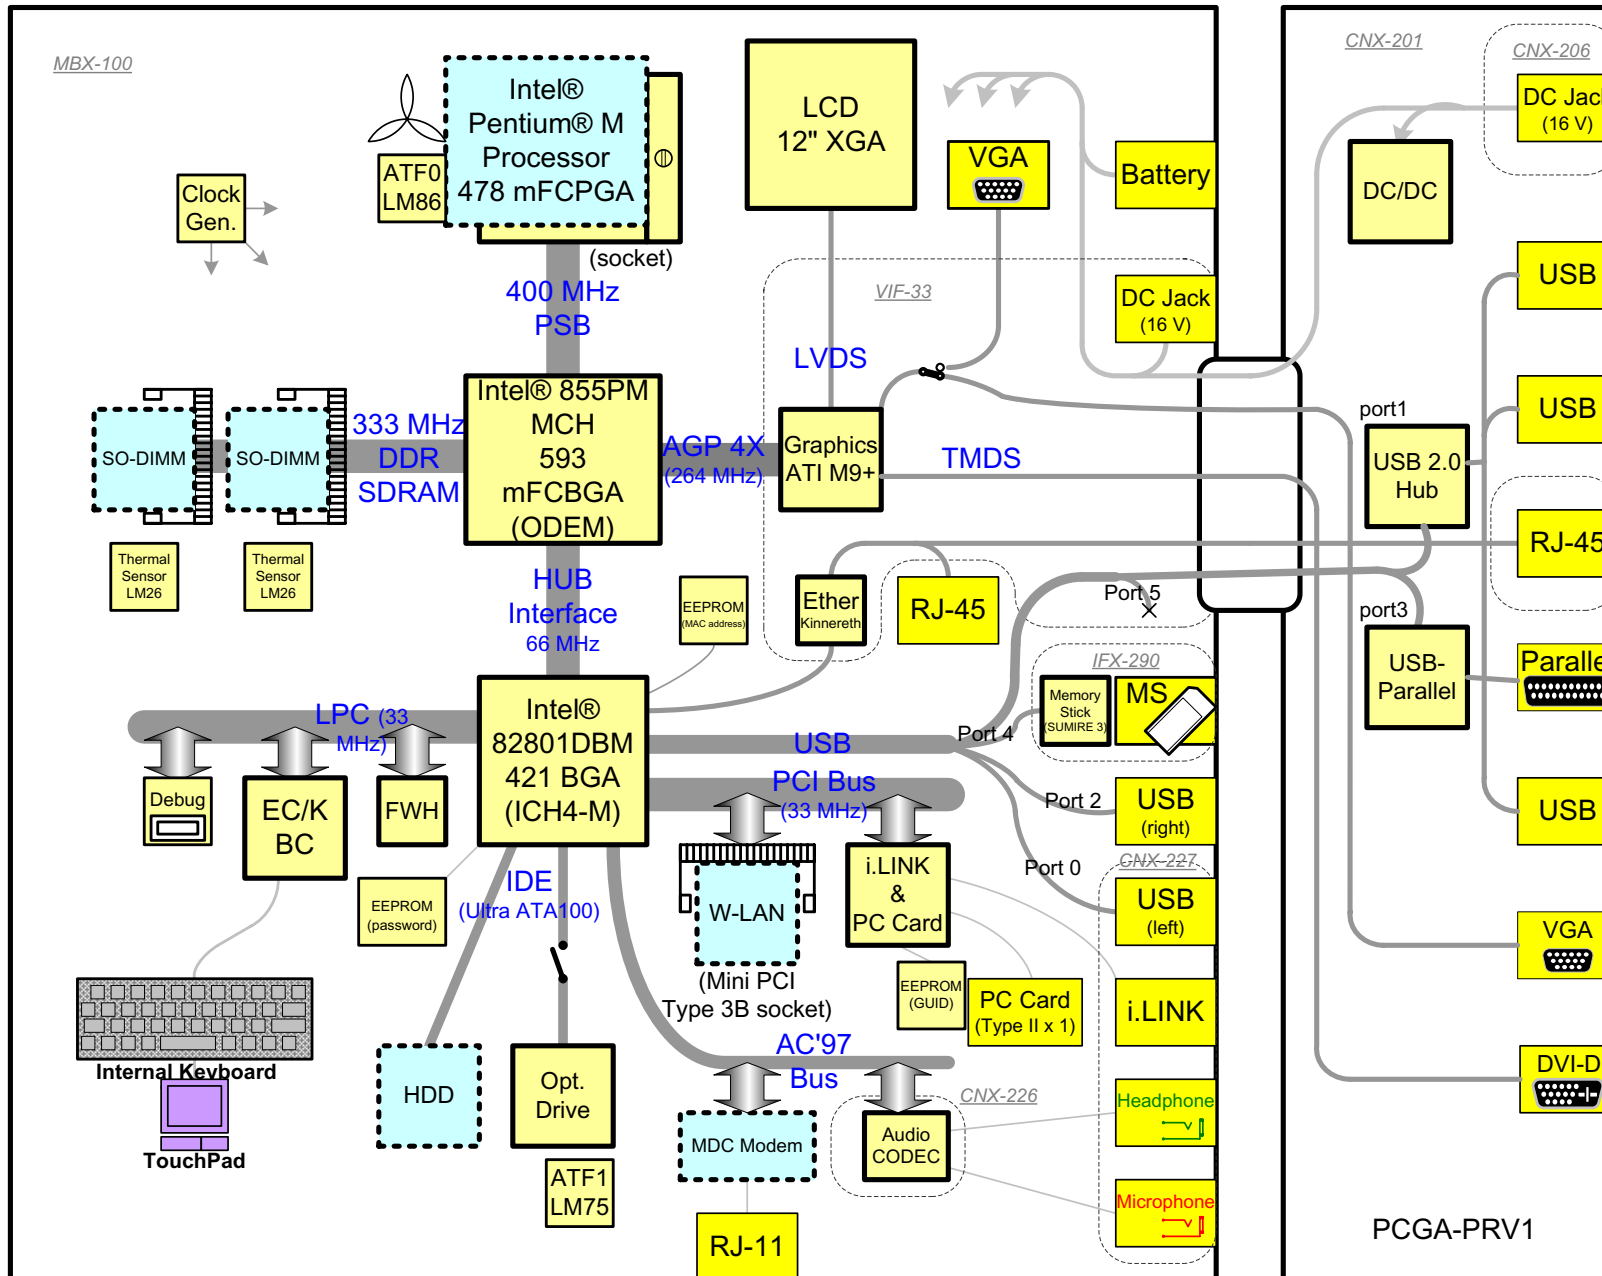 MBX-100
CNX-201
CNX-206
Intel®
Pentium® M
Processor
478 mFCPGA
(socket)
ATF0
LM86
Clock
Gen.
LCD
12" XGA
VGA
Battery
DC Jack
(16 V)
DC/DC
DC Jack
(16 V)
USB
USB
400 MHz
PSB
VIF-33
LVDS
Intel® 855PM
MCH
593
mFCBGA
(ODEM)
333 MHz
DDR
SDRAM
SO-DIMM
SO-DIMM
Thermal
Sensor
LM26
Thermal
Sensor
LM26
AGP 4X
(264 MHz)
Graphics
ATI M9+
TMDS
port1
USB 2.0
Hub
RJ-45
HUB
Interface
66 MHz
EEPROM
(MAC address)
Ether
Kinnereth
RJ-45
Port 5
port3
USB-
Parallel
Paralle
IFX-290
Memory
Stick
(SUMIRE 3)
MS
Port 4
LPC (33
MHz)
Intel®
82801DBM
421 BGA
(ICH4-M)
USB
PCI Bus
(33 MHz)
Port 2
USB
(right)
USB
Debug
EC/K
BC
FWH
EEPROM
(password)
IDE
(Ultra ATA100)
W-LAN
(Mini PCI
Type 3B socket)
i.LINK
&
PC Card
Port 0
CNX-227
USB
(left)
VGA
EEPROM
(GUID)
PC Card
(Type II x 1)
i.LINK
Internal Keyboard
TouchPad
HDD
Opt.
Drive
ATF1
LM75
AC'97
Bus
CNX-226
MDC Modem
Audio
CODEC
Headphone
Microphone
RJ-11
DVI-D
PCGA-PRV1